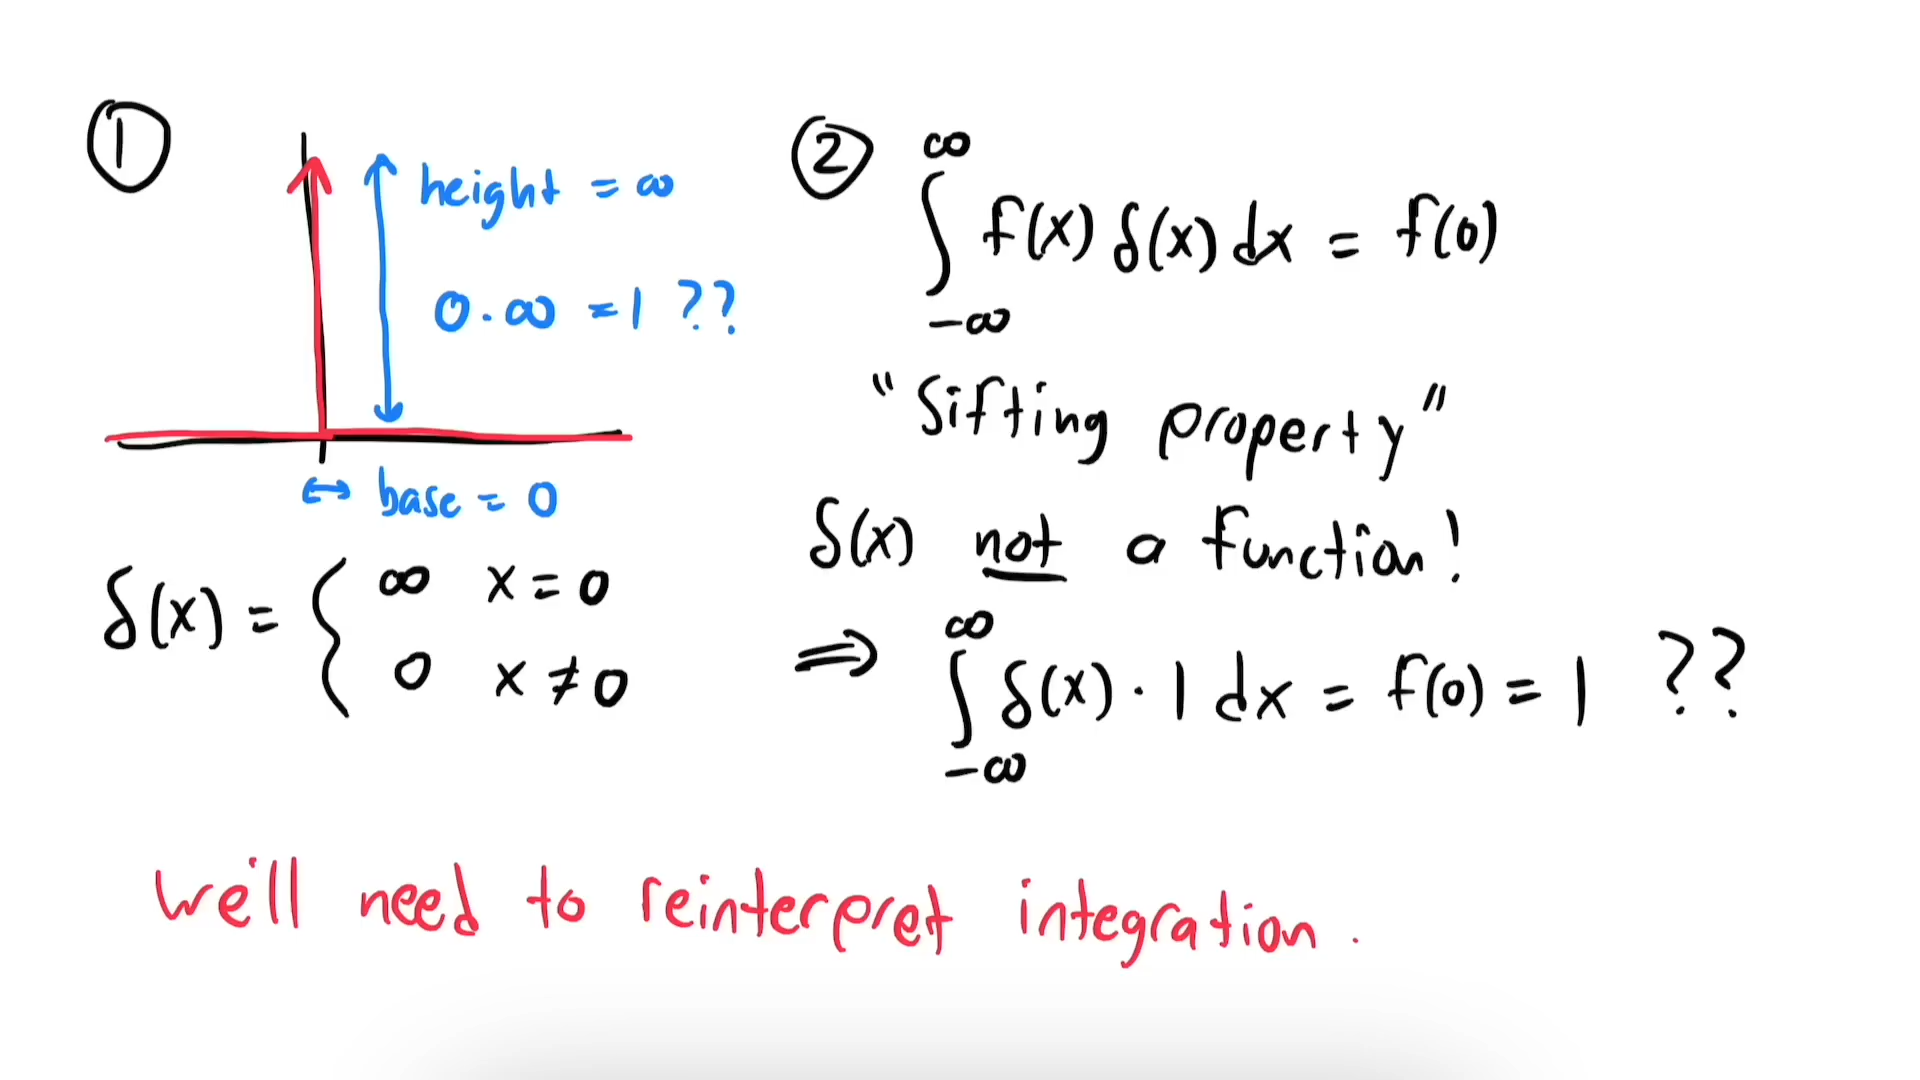 ①
height = ∞
0·∞ = 1 ??
base = 0
δ(x) = { ∞ x = 0
0 x ≠ 0
②
∫_{-∞}^{∞} f(x) δ(x) dx = f(0)
"Sifting property"
δ(x) not a function!
⇒ ∫_{-∞}^{∞} δ(x) · 1 dx = f(0) = 1 ??
We'll need to reinterpret integration.